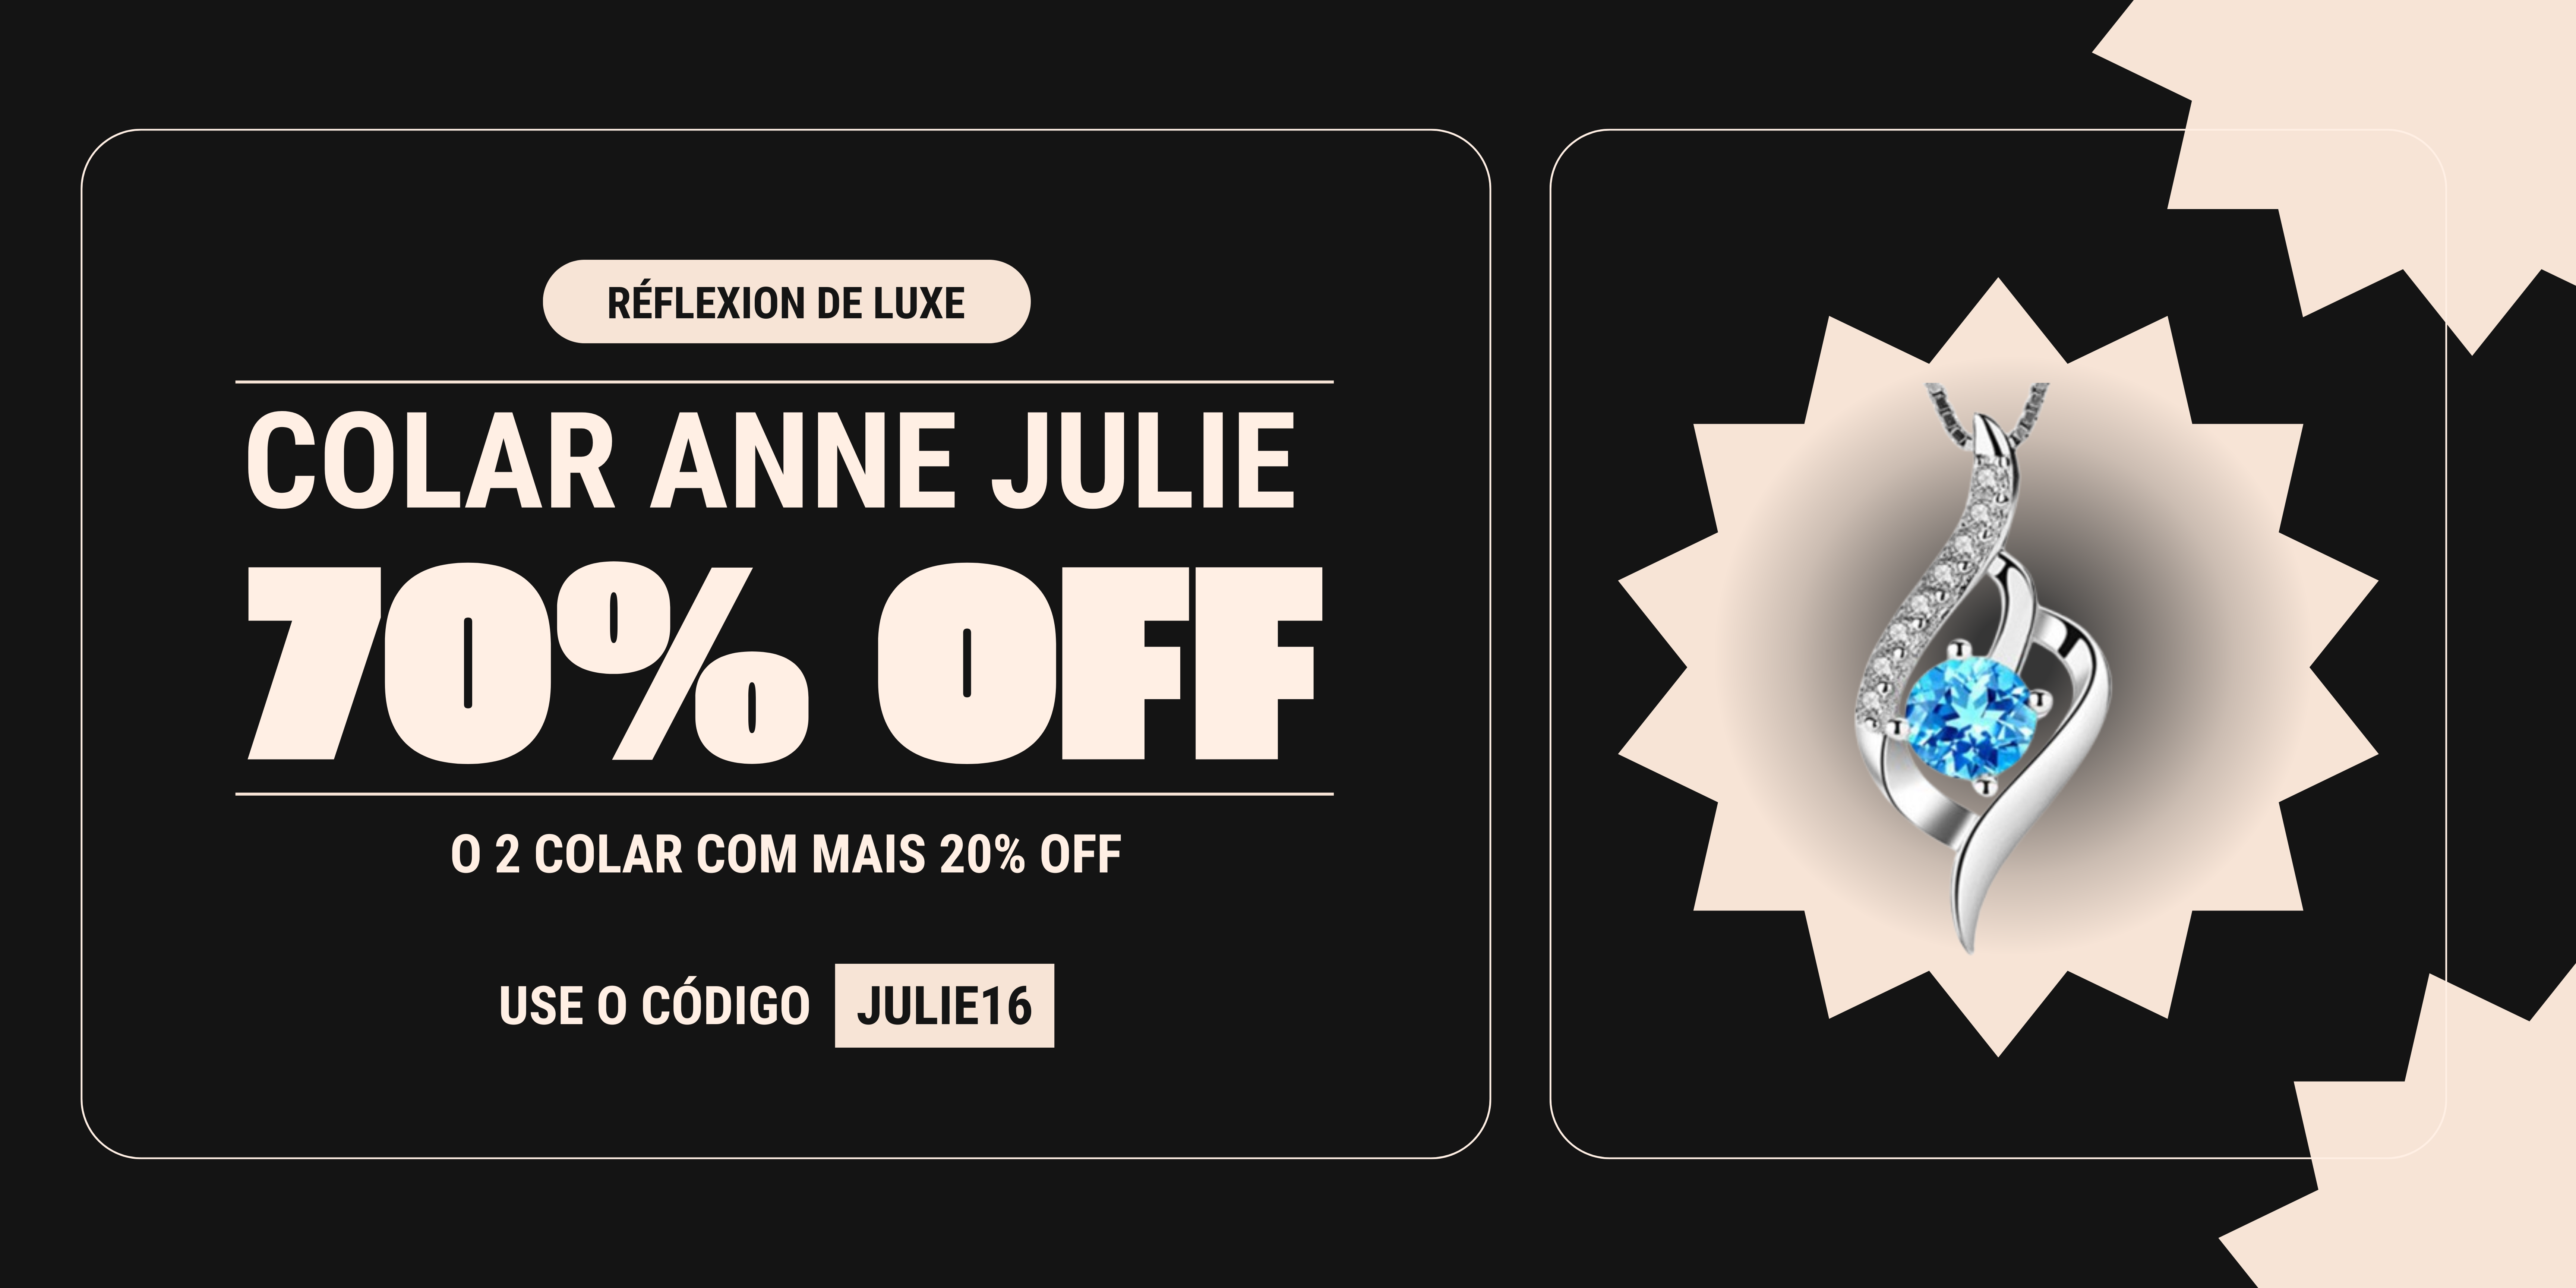 RÉFLEXION DE LUXE
COLAR ANNE JULIE
70% OFF
O 2 COLAR COM MAIS 20% OFF
USE O CÓDIGO JULIE16